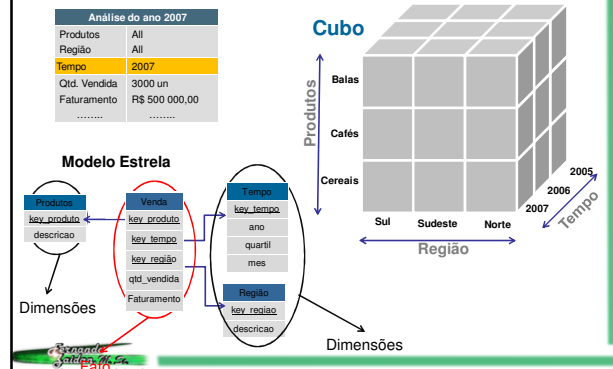 Análise do ano 2007
Produtos All
Região All
Tempo 2007
Qtd. Vendida 3000 un
Faturamento R$ 500 000,00
........ ........
Cubo
Produtos
Balas
Cafés
Cereais
Sul Sudeste Norte
Região
2005
2006
2007
Tempo
Modelo Estrela
Produtos
key_produto
descricao
Venda
key_produto
key_tempo
key_região
qtd_vendida
Faturamento
Tempo
key_tempo
ano
quartil
mes
Região
key_regiao
descricao
Dimensões
Dimensões
Fato